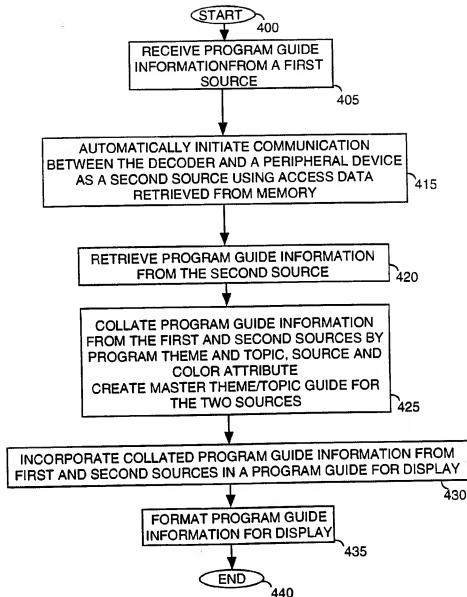 START
400
RECEIVE PROGRAM GUIDE
INFORMATIONFROM A FIRST
SOURCE
405
AUTOMATICALLY INITIATE COMMUNICATION
BETWEEN THE DECODER AND A PERIPHERAL DEVICE
AS A SECOND SOURCE USING ACCESS DATA
RETRIEVED FROM MEMORY
415
RETRIEVE PROGRAM GUIDE INFORMATION
FROM THE SECOND SOURCE
420
COLLATE PROGRAM GUIDE INFORMATION
FROM THE FIRST AND SECOND SOURCES BY
PROGRAM THEME AND TOPIC, SOURCE AND
COLOR ATTRIBUTE
CREATE MASTER THEME/TOPIC GUIDE FOR
THE TWO SOURCES
425
INCORPORATE COLLATED PROGRAM GUIDE INFORMATION FROM
FIRST AND SECOND SOURCES IN A PROGRAM GUIDE FOR DISPLAY
430
FORMAT PROGRAM GUIDE
INFORMATION FOR DISPLAY
435
END
440